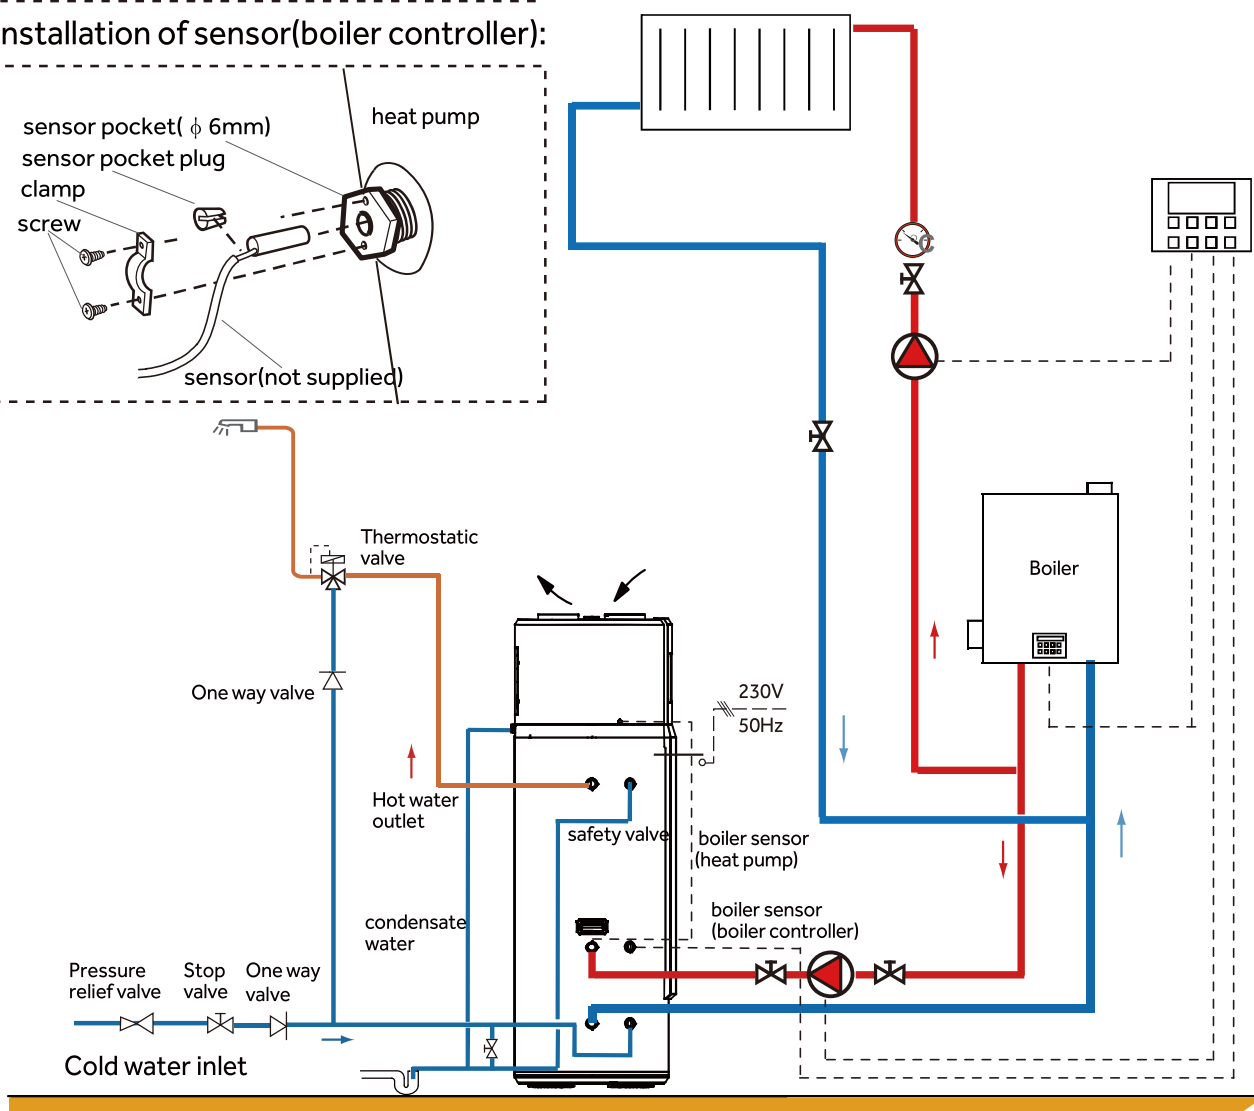 nstallation of sensor(boiler controller):
heat pump
sensor pocket( ϕ 6mm)
sensor pocket plug
clamp
screw
sensor(not supplied)
C
Thermostatic
valve
Boiler
One way valve
230V
50Hz
Hot water
outlet
safety valve
boiler sensor
(heat pump)
condensate
water
boiler sensor
(boiler controller)
Pressure
relief valve
Stop
valve
One way
valve
Cold water inlet